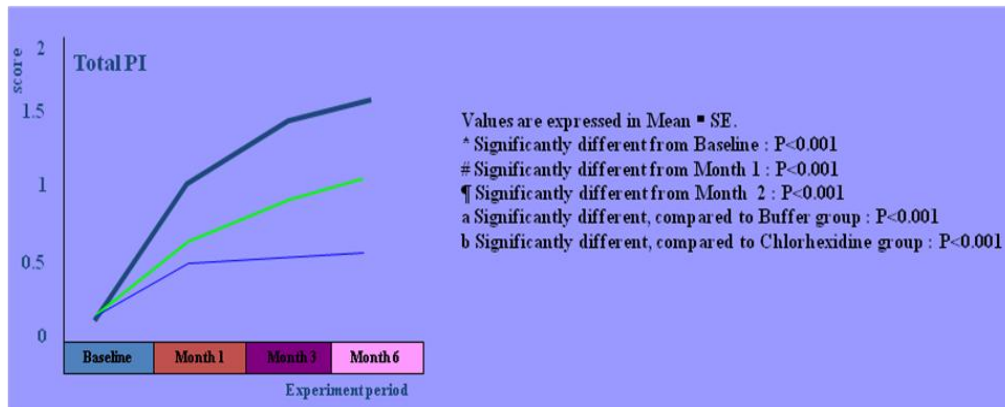 score
2
1.5
1
0.5
0
Total PI
Baseline Month 1 Month 3 Month 6
Experiment period
Values are expressed in Mean ▪ SE.
* Significantly different from Baseline : P<0.001
# Significantly different from Month 1 : P<0.001
¶ Significantly different from Month 2 : P<0.001
a Significantly different, compared to Buffer group : P<0.001
b Significantly different, compared to Chlorhexidine group : P<0.001